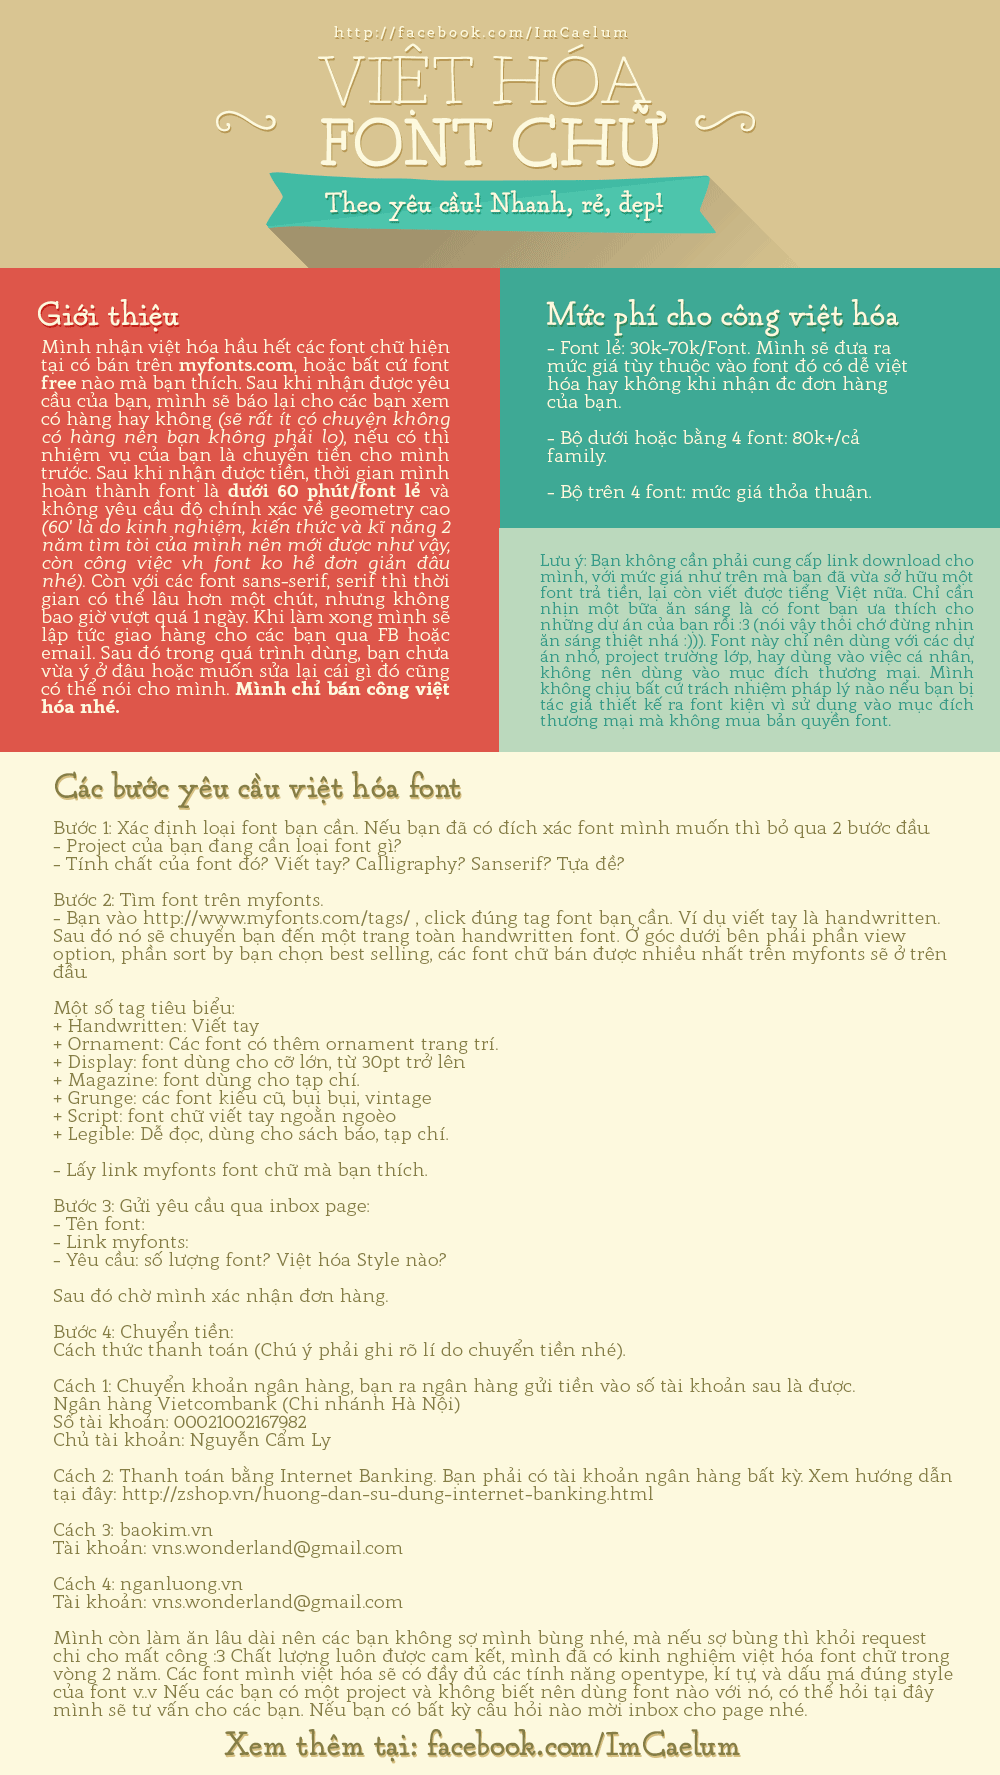 http://facebook.com/ImCaelum
VIỆT HÓA
FONT CHỮ
Theo yêu cầu! Nhanh, rẻ, đẹp!
Giới thiệu
Mình nhận việt hóa hầu hết các font chữ hiện
tại có bán trên myfonts.com, hoặc bất cứ font
free nào mà bạn thích. Sau khi nhận được yêu
cầu của bạn, mình sẽ báo lại cho các bạn xem
có hàng hay không (sẽ rất ít có chuyện không
có hàng nên bạn không phải lo), nếu có thì
nhiệm vụ của bạn là chuyển tiền cho mình
trước. Sau khi nhận được tiền, thời gian mình
hoàn thành font là dưới 60 phút/font lẻ và
không yêu cầu độ chính xác về geometry cao
(60' là do kinh nghiệm, kiến thức và kĩ năng 2
năm tìm tòi của mình nên mới được như vậy,
còn công việc vh font ko hề đơn giản đâu
nhé). Còn với các font sans-serif, serif thì thời
gian có thể lâu hơn một chút, nhưng không
bao giờ vượt quá 1 ngày. Khi làm xong mình sẽ
lập tức giao hàng cho các bạn qua FB hoặc
email. Sau đó trong quá trình dùng, bạn chưa
vừa ý ở đâu hoặc muốn sửa lại cái gì đó cũng
có thể nói cho mình. Mình chỉ bán công việt
hóa nhé.
Mức phí cho công việt hóa
- Font lẻ: 30k-70k/Font. Mình sẽ đưa ra
mức giá tùy thuộc vào font đó có dễ việt
hóa hay không khi nhận đc đơn hàng
của bạn.
- Bộ dưới hoặc bằng 4 font: 80k+/cả
family.
- Bộ trên 4 font: mức giá thỏa thuận.
Lưu ý: Bạn không cần phải cung cấp link download cho
mình, với mức giá như trên mà bạn đã vừa sở hữu một
font trả tiền, lại còn viết được tiếng Việt nữa. Chỉ cần
nhịn một bữa ăn sáng là có font bạn ưa thích cho
những dự án của bạn rồi :3 (nói vậy thôi chớ đừng nhịn
ăn sáng thiệt nhá :))). Font này chỉ nên dùng với các dự
án nhỏ, project trường lớp, hay dùng vào việc cá nhân,
không nên dùng vào mục đích thương mại. Mình
không chịu bất cứ trách nhiệm pháp lý nào nếu bạn bị
tác giả thiết kế ra font kiện vì sử dụng vào mục đích
thương mại mà không mua bản quyền font.
Các bước yêu cầu việt hóa font
Bước 1: Xác định loại font bạn cần. Nếu bạn đã có đích xác font mình muốn thì bỏ qua 2 bước đầu
- Project của bạn đang cần loại font gì?
- Tính chất của font đó? Viết tay? Calligraphy? Sanserif? Tựa đề?
Bước 2: Tìm font trên myfonts.
- Bạn vào http://www.myfonts.com/tags/ , click đúng tag font bạn cần. Ví dụ viết tay là handwritten.
Sau đó nó sẽ chuyển bạn đến một trang toàn handwritten font. Ở góc dưới bên phải phần view
option, phần sort by bạn chọn best selling, các font chữ bán được nhiều nhất trên myfonts sẽ ở trên
đầu
Một số tag tiêu biểu:
+ Handwritten: Viết tay
+ Ornament: Các font có thêm ornament trang trí.
+ Display: font dùng cho cỡ lớn, từ 30pt trở lên
+ Magazine: font dùng cho tạp chí.
+ Grunge: các font kiểu cũ, bụi bụi, vintage
+ Script: font chữ viết tay ngoằn ngoèo
+ Legible: Dễ đọc, dùng cho sách báo, tạp chí.
- Lấy link myfonts font chữ mà bạn thích.
Bước 3: Gửi yêu cầu qua inbox page:
- Tên font:
- Link myfonts:
- Yêu cầu: số lượng font? Việt hóa Style nào?
Sau đó chờ mình xác nhận đơn hàng.
Bước 4: Chuyển tiền:
Cách thức thanh toán (Chú ý phải ghi rõ lí do chuyển tiền nhé).
Cách 1: Chuyển khoản ngân hàng, bạn ra ngân hàng gửi tiền vào số tài khoản sau là được.
Ngân hàng Vietcombank (Chi nhánh Hà Nội)
Số tài khoản: 00021002167982
Chủ tài khoản: Nguyễn Cẩm Ly
Cách 2: Thanh toán bằng Internet Banking. Bạn phải có tài khoản ngân hàng bất kỳ. Xem hướng dẫn
tại đây: http://zshop.vn/huong-dan-su-dung-internet-banking.html
Cách 3: baokim.vn
Tài khoản: vns.wonderland@gmail.com
Cách 4: nganluong.vn
Tài khoản: vns.wonderland@gmail.com
Mình còn làm ăn lâu dài nên các bạn không sợ mình bùng nhé, mà nếu sợ bùng thì khỏi request
chi cho mất công :3 Chất lượng luôn được cam kết, mình đã có kinh nghiệm việt hóa font chữ trong
vòng 2 năm. Các font mình việt hóa sẽ có đầy đủ các tính năng opentype, kí tự, và dấu má đúng style
của font v..v Nếu các bạn có một project và không biết nên dùng font nào với nó, có thể hỏi tại đây
mình sẽ tư vấn cho các bạn. Nếu bạn có bất kỳ câu hỏi nào mời inbox cho page nhé.
Xem thêm tại: facebook.com/ImCaelum